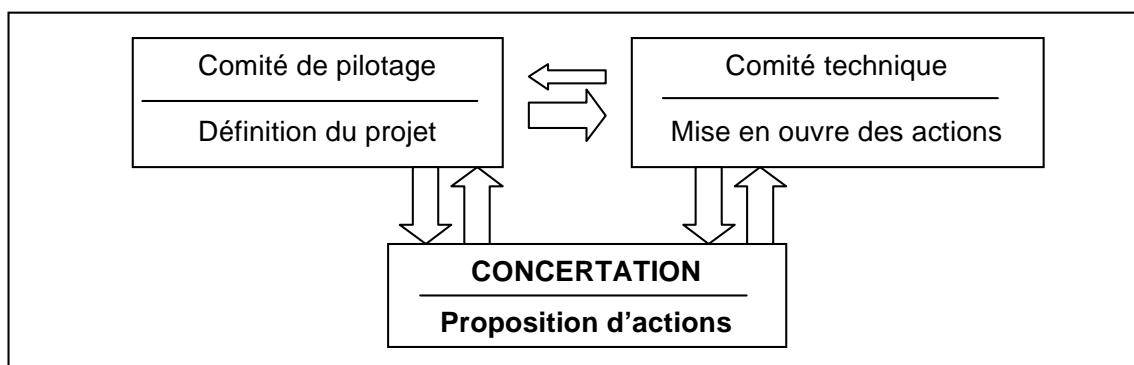 Comité de pilotage
Définition du projet
Comité technique
Mise en ouvre des actions
CONCERTATION
Proposition d'actions